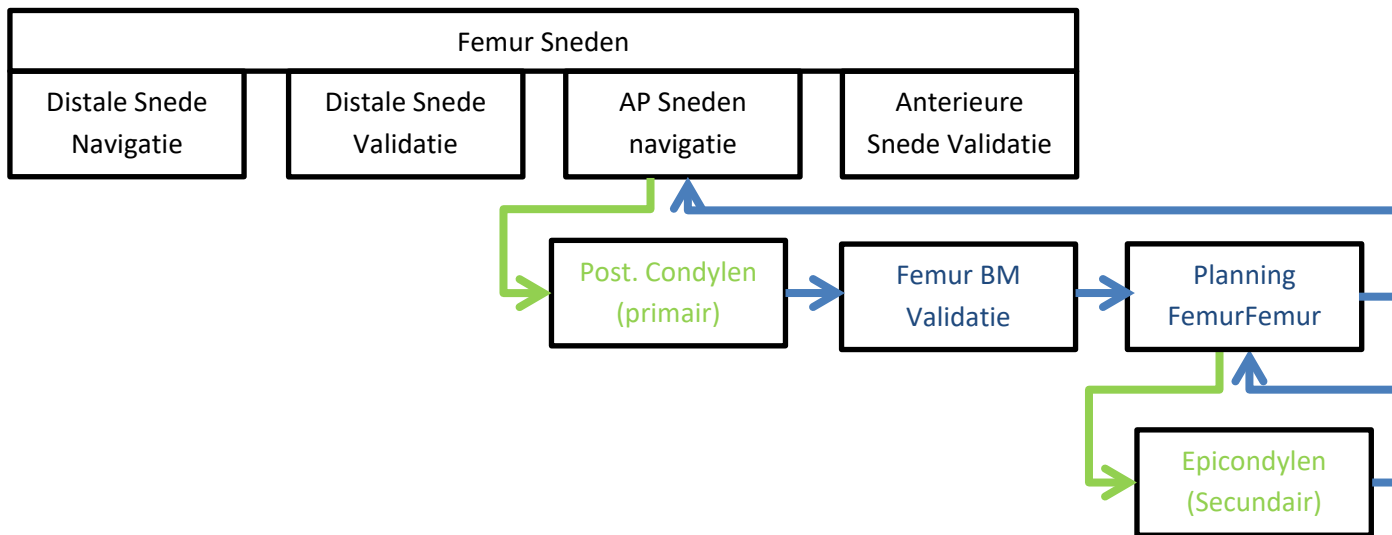 Femur Sneden
Distale Snede
Navigatie
Distale Snede
Validatie
AP Sneden
navigatie
Anterieure
Snede Validatie
Post. Condylen
(primair)
Femur BM
Validatie
Planning
FemurFemur
Epicondylen
(Secundair)